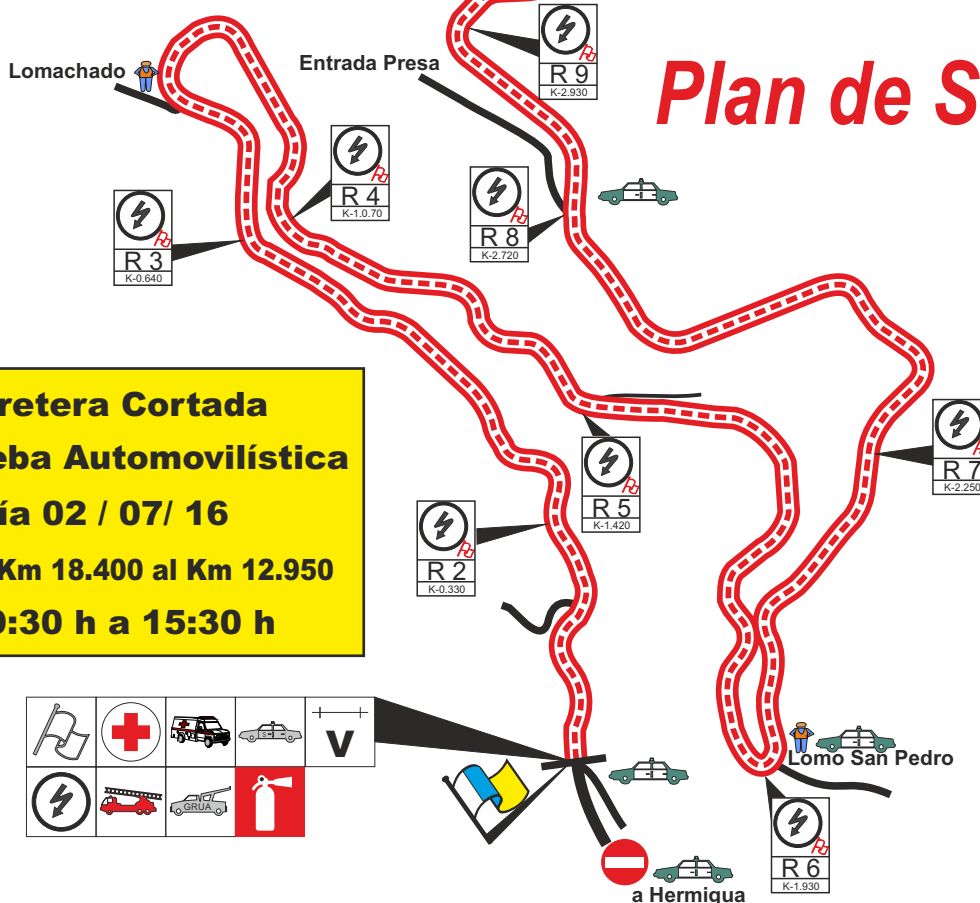 Lomachado
Entrada Presa
R 9
K-2.930
Plan de S
R 4
K-1.0.70
R 3
K-0.640
R 8
K-2.720
retera Cortada
eba Automovilística
ía 02 / 07/ 16
Km 18.400 al Km 12.950
9:30 h a 15:30 h
R 5
K-1.420
R 7
K-2.250
R 2
K-0.330
S
V
GRUA
Lomo San Pedro
R 6
K-1.930
a Hermigua